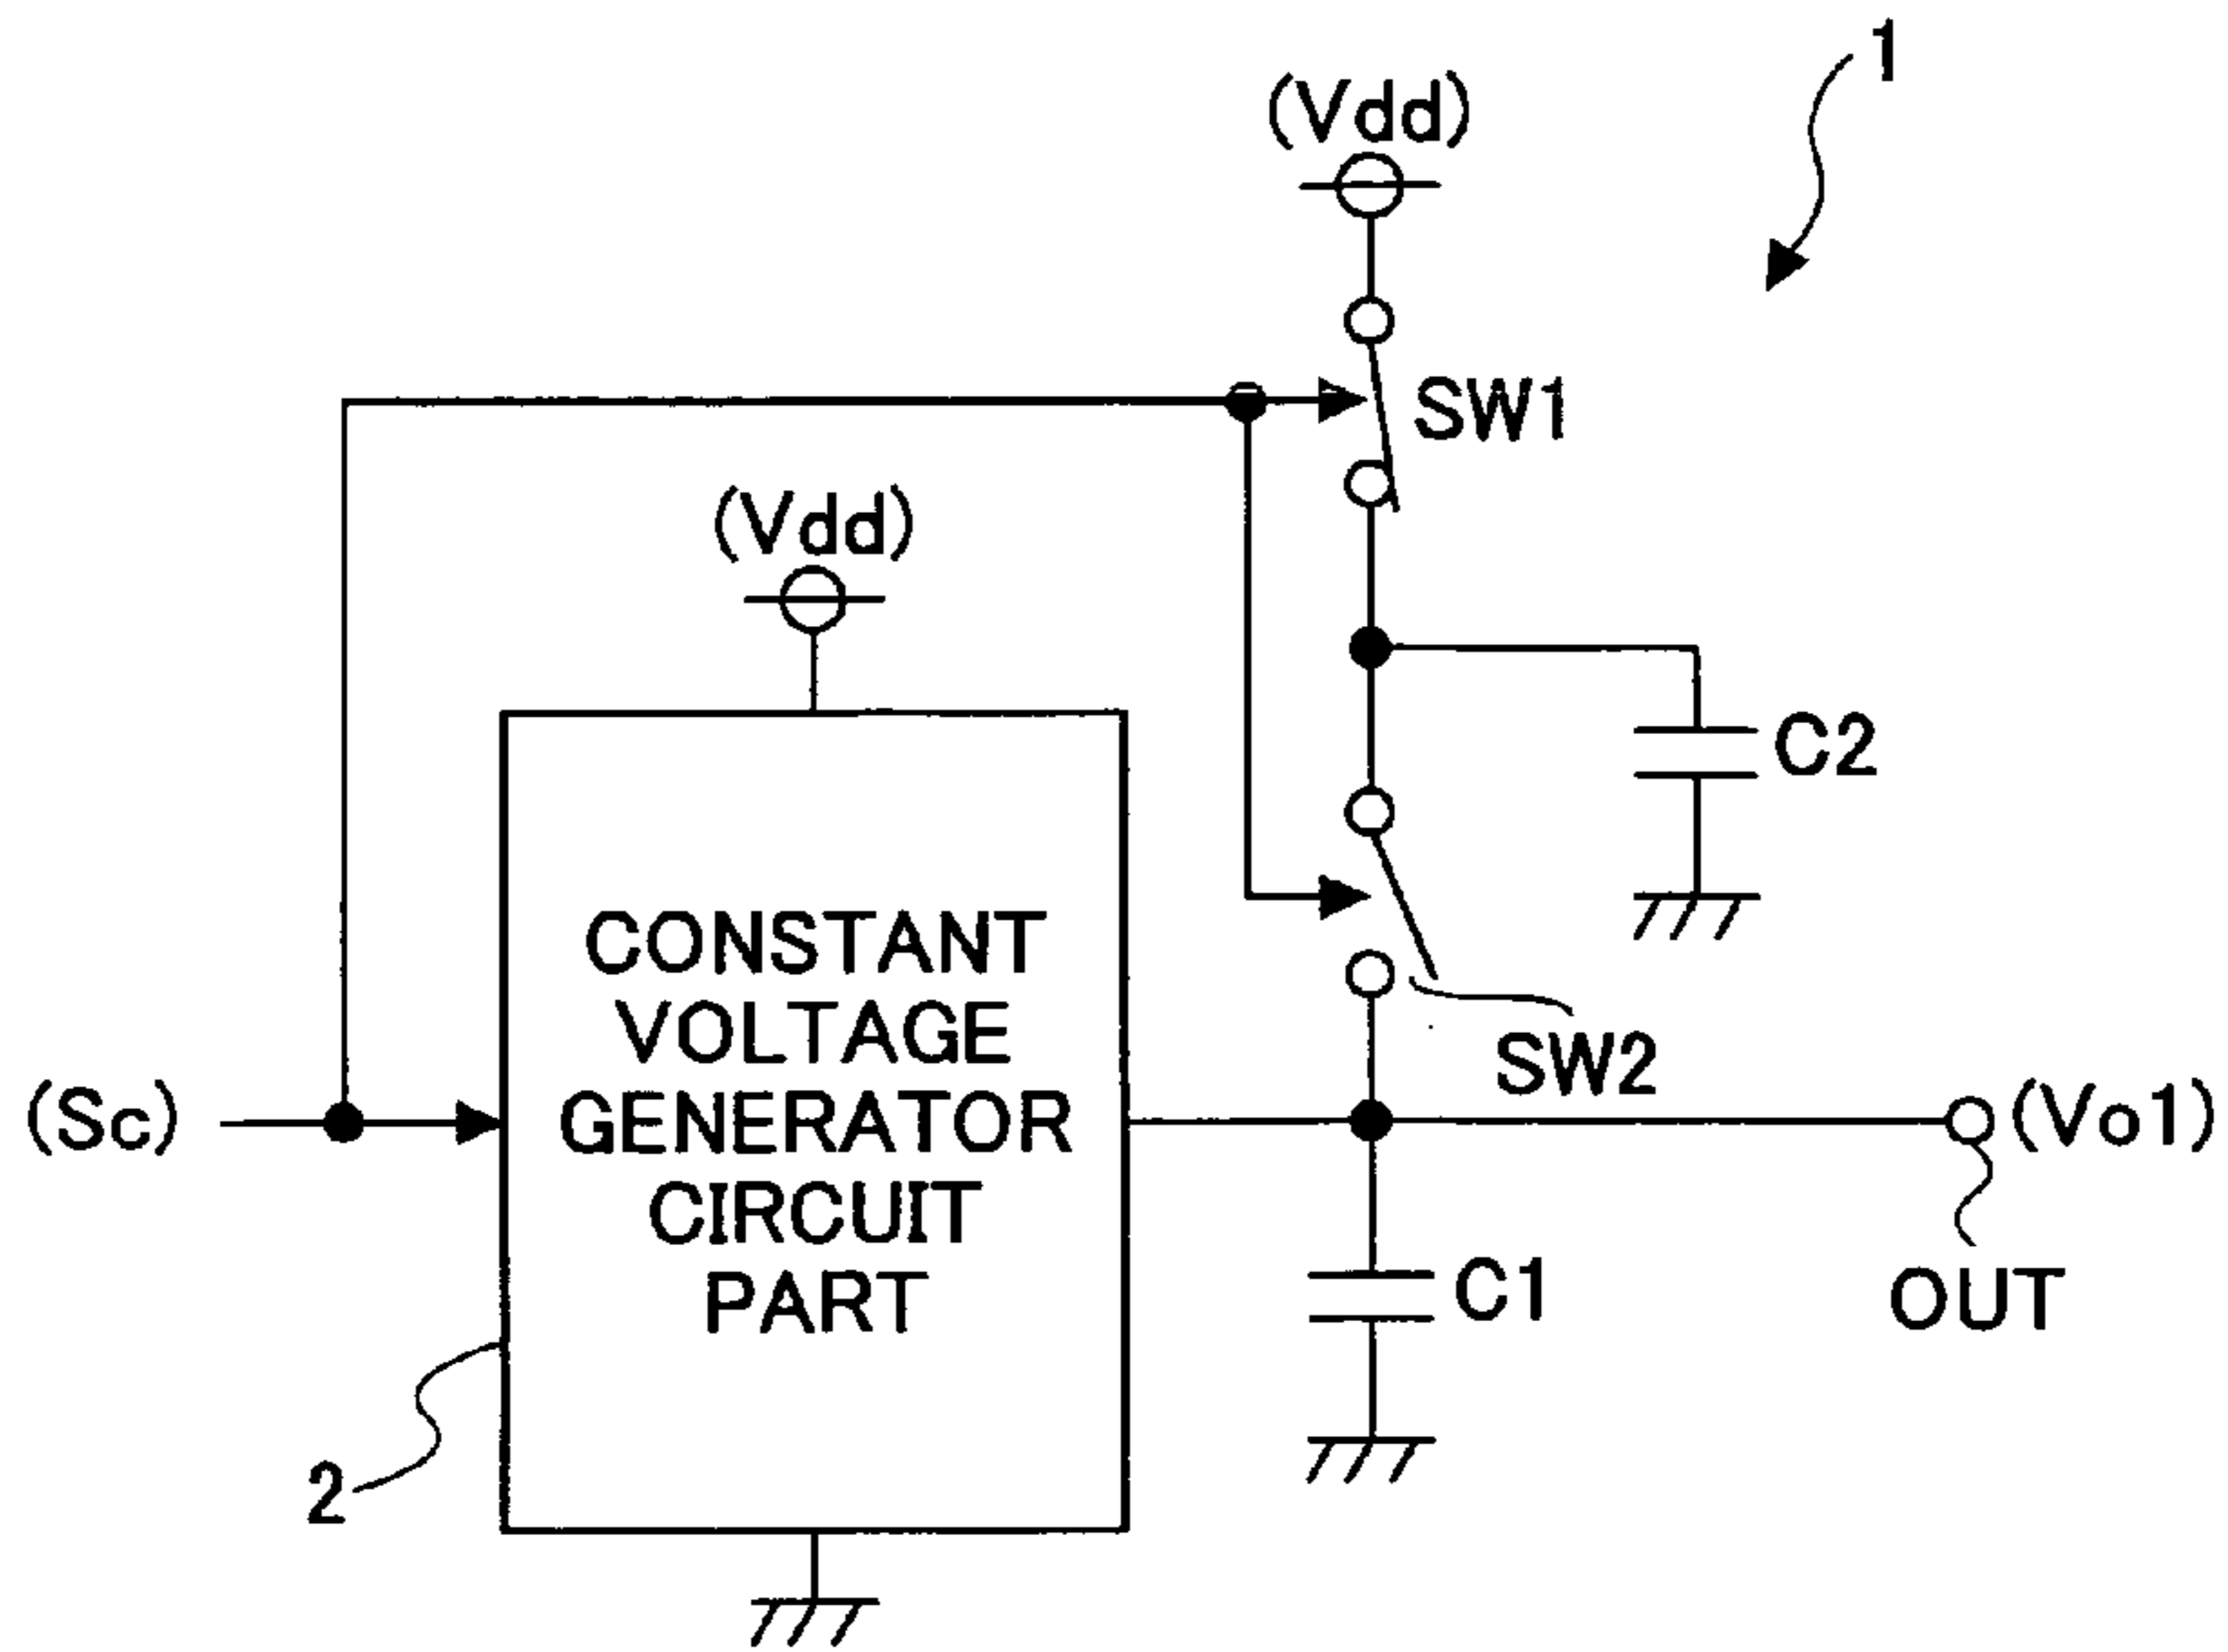 1
(Vdd)
SW1
(Vdd)
C2
CONSTANT
VOLTAGE
GENERATOR
CIRCUIT
PART
SW2
(Sc)
(Vo1)
C1
OUT
2